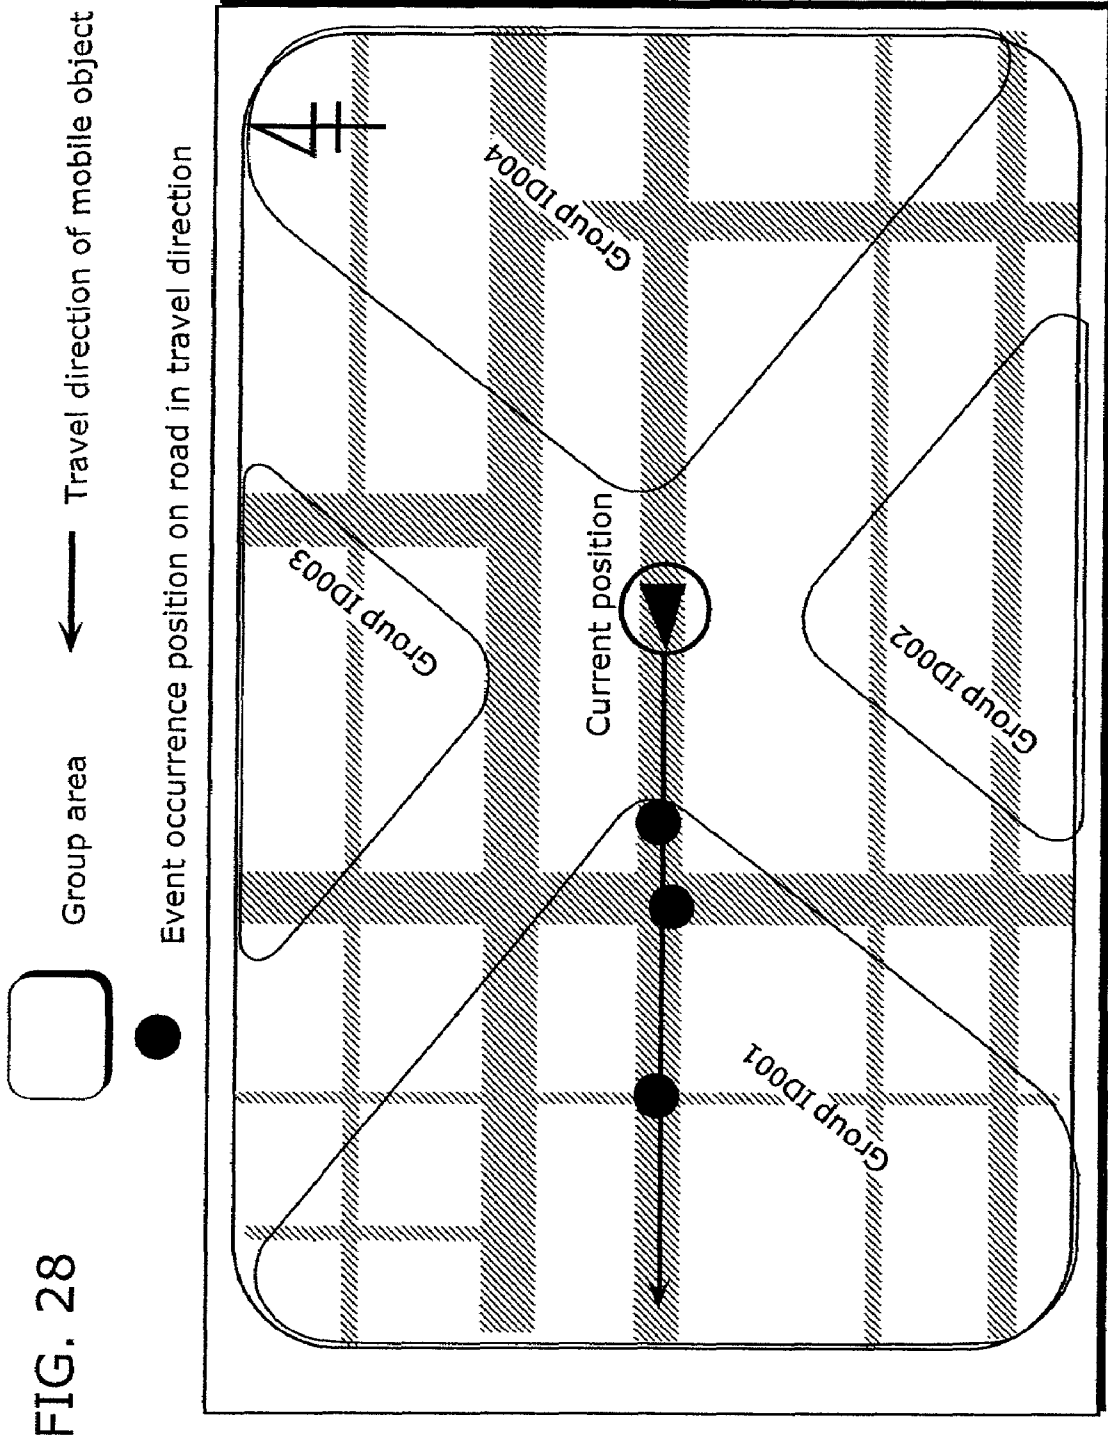 FIG. 28
Group area
Travel direction of mobile object
Event occurrence position on road in travel direction
Group ID003
Group ID004
Current position
Group ID001
Group ID002